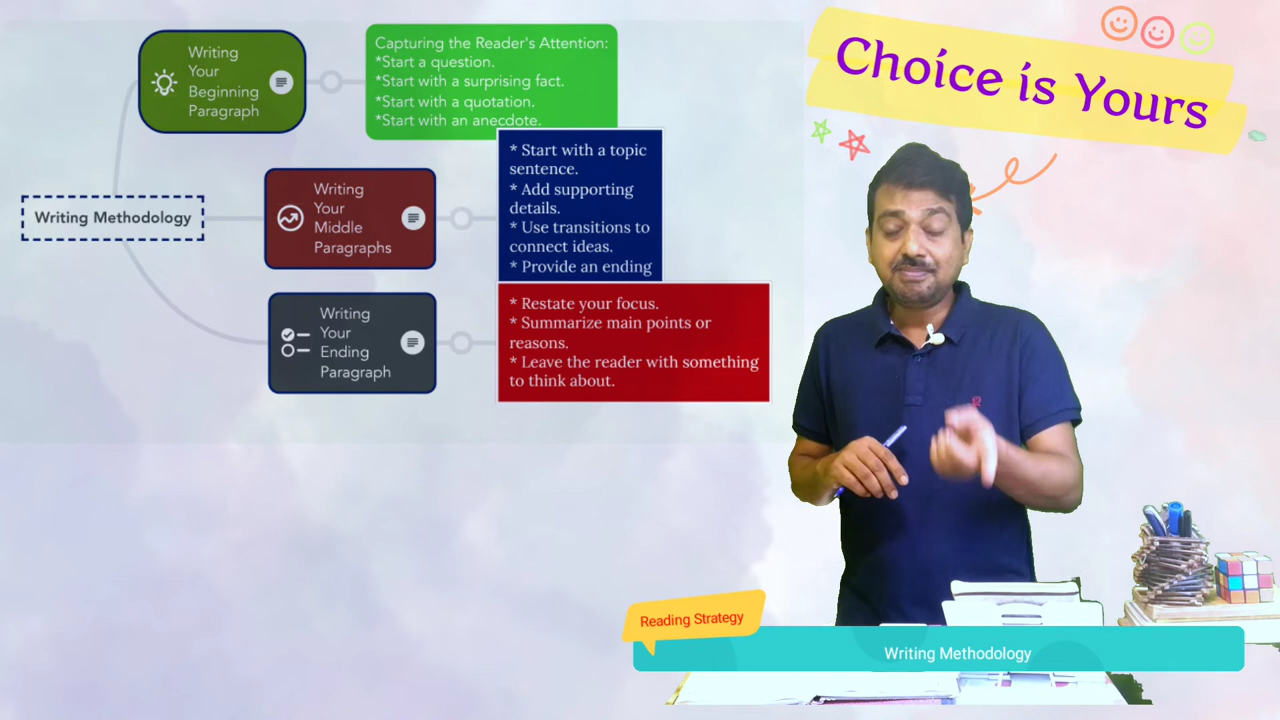 Writing
Your
Beginning
Paragraph
Capturing the Reader's Attention:
*Start a question.
*Start with a surprising fact.
*Start with a quotation.
*Start with an anecdote.
Choice is Yours
Writing Methodology
Writing
Your
Middle
Paragraphs
* Start with a topic
sentence.
* Add supporting
details.
* Use transitions to
connect ideas.
* Provide an ending
Writing
Your
Ending
Paragraph
* Restate your focus.
* Summarize main points or
reasons.
* Leave the reader with something
to think about.
Reading Strategy
Writing Methodology